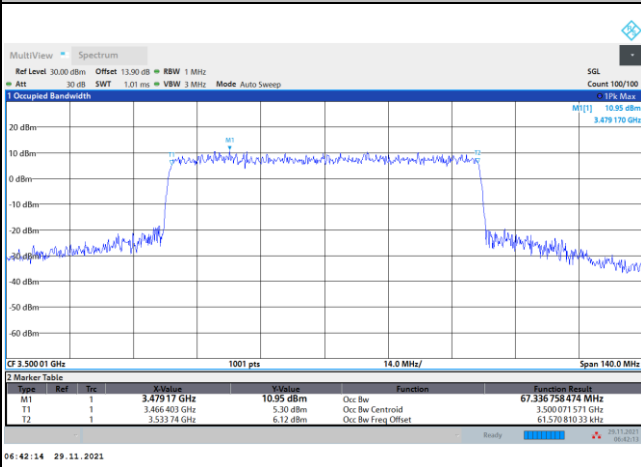 MultiView Spectrum
Ref Level 30.00 dBm Offset 13.90 dB RBW 1 MHz SGL
Att 30 dB SWT 1.01 ms VBW 3 MHz Mode Auto Sweep Count 100/100
1 Occupied Bandwidth 1Pk Max
M1[1] 10.95 dBm
3.479 170 GHz
20 dBm
M1
10 dBm
T1 T2
0 dBm
-10 dBm
-20 dBm
-30 dBm
-40 dBm
-50 dBm
-60 dBm
CF 3.500 01 GHz 1001 pts 14.0 MHz/ Span 140.0 MHz
2 Marker Table
Type Ref Trc X-Value Y-Value Function Function Result
M1 1 3.479 17 GHz 10.95 dBm Occ Bw 67.336 758 474 MHz
T1 1 3.466 403 GHz 5.30 dBm Occ Bw Centroid 3.500 071 571 GHz
T2 1 3.533 74 GHz 6.12 dBm Occ Bw Freq Offset 61.570 810 33 kHz
Ready 29.11.2021
06:42:13
06:42:14 29.11.2021